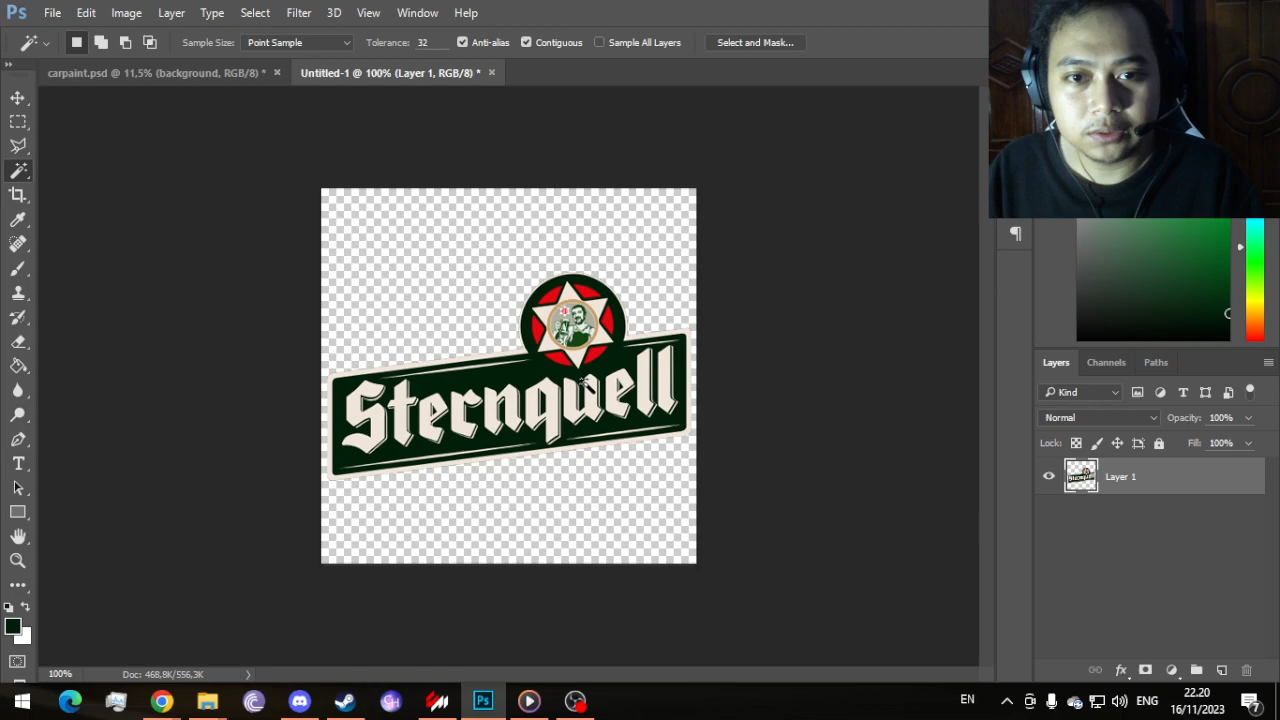 Ps File Edit Image Layer Type Select Filter 3D View Window Help
Sample Size: Point Sample Tolerance: 32 Anti-alias Contiguous Sample All Layers Select and Mask...
carpaint.psd @ 11,5% (background, RGB/8) * × Untitled-1 @ 100% (Layer 1, RGB/8) * ×
Sternquell
Layers Channels Paths
Kind
Normal Opacity: 100%
Lock: Fill: 100%
Layer 1
100% Doc: 468,8K/556,3K
Ps EN ENG 22.20
16/11/2023 7